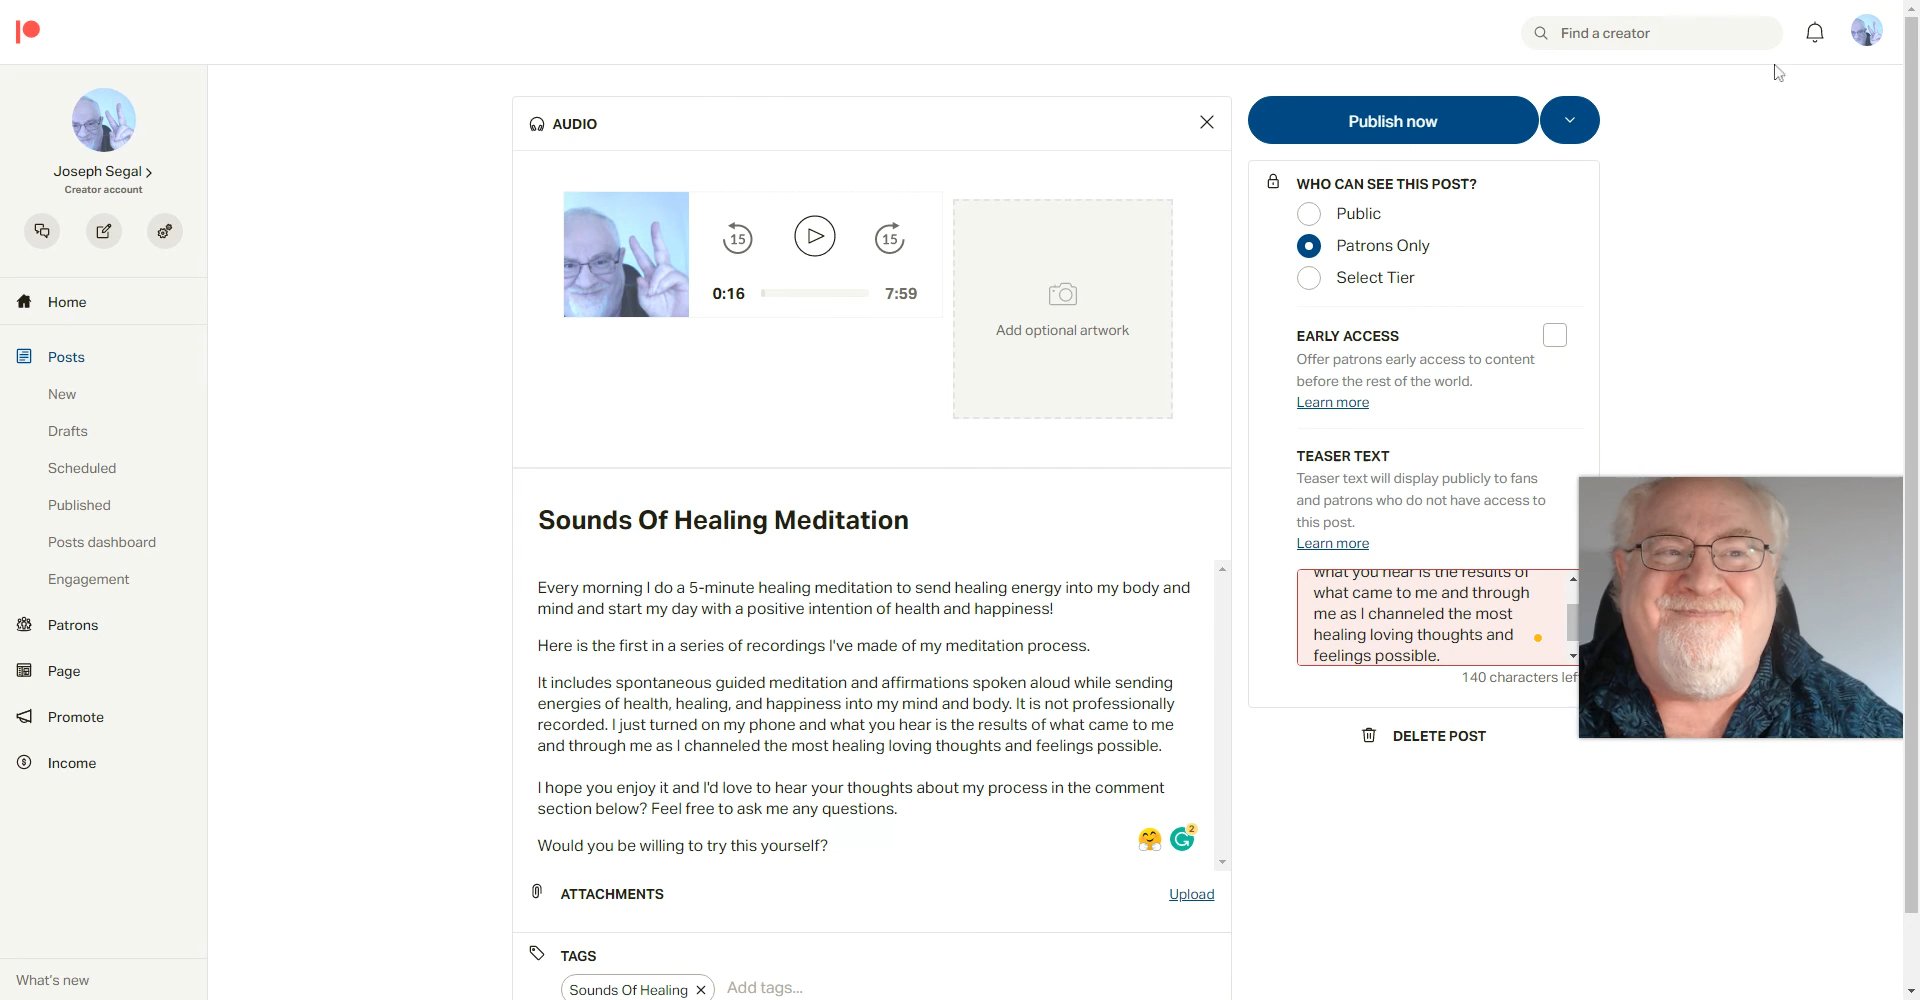 Find a creator
Joseph Segal
Creator account
Home
Posts
New
Drafts
Scheduled
Published
Posts dashboard
Engagement
Patrons
Page
Promote
Income
What's new
AUDIO
15
15
0:16
7:59
Add optional artwork
Sounds Of Healing Meditation
Every morning I do a 5-minute healing meditation to send healing energy into my body and
mind and start my day with a positive intention of health and happiness!
Here is the first in a series of recordings I've made of my meditation process.
It includes spontaneous guided meditation and affirmations spoken aloud while sending
energies of health, healing, and happiness into my mind and body. It is not professionally
recorded. I just turned on my phone and what you hear is the results of what came to me
and through me as I channeled the most healing loving thoughts and feelings possible.
I hope you enjoy it and I'd love to hear your thoughts about my process in the comment
section below? Feel free to ask me any questions.
Would you be willing to try this yourself?
2
ATTACHMENTS
Upload
TAGS
Sounds Of Healing
Add tags...
Publish now
WHO CAN SEE THIS POST?
Public
Patrons Only
Select Tier
EARLY ACCESS
Offer patrons early access to content
before the rest of the world.
Learn more
TEASER TEXT
Teaser text will display publicly to fans
and patrons who do not have access to
this post.
Learn more
what you hear is the results of
what came to me and through
me as I channeled the most
healing loving thoughts and
feelings possible.
140 characters lef
DELETE POST